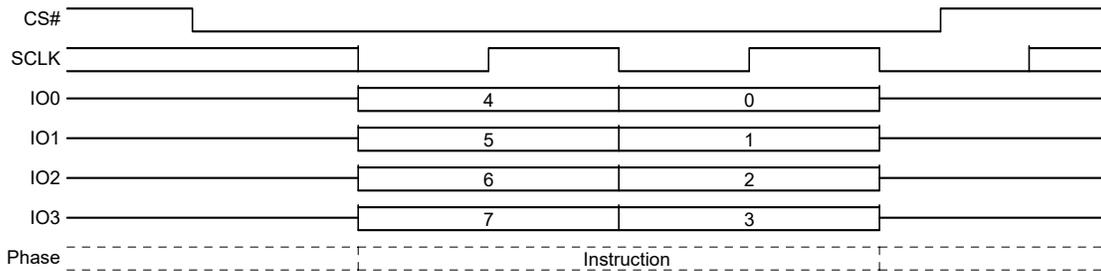 CS#
SCLK
IO0 4 0
IO1 5 1
IO2 6 2
IO3 7 3
Phase Instruction